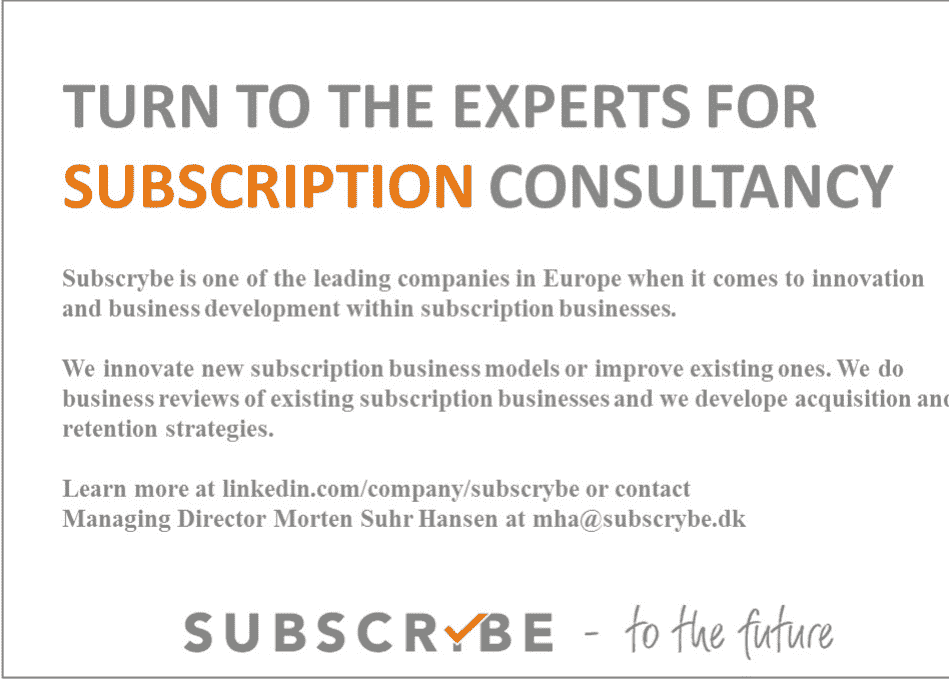 TURN TO THE EXPERTS FOR
SUBSCRIPTION CONSULTANCY
Subscrybe is one of the leading companies in Europe when it comes to innovation
and business development within subscription businesses.
We innovate new subscription business models or improve existing ones. We do
business reviews of existing subscription businesses and we develope acquisition and
retention strategies.
Learn more at linkedin.com/company/subscrybe or contact
Managing Director Morten Suhr Hansen at mha@subscrybe.dk
SUBSCRYBE - to the future